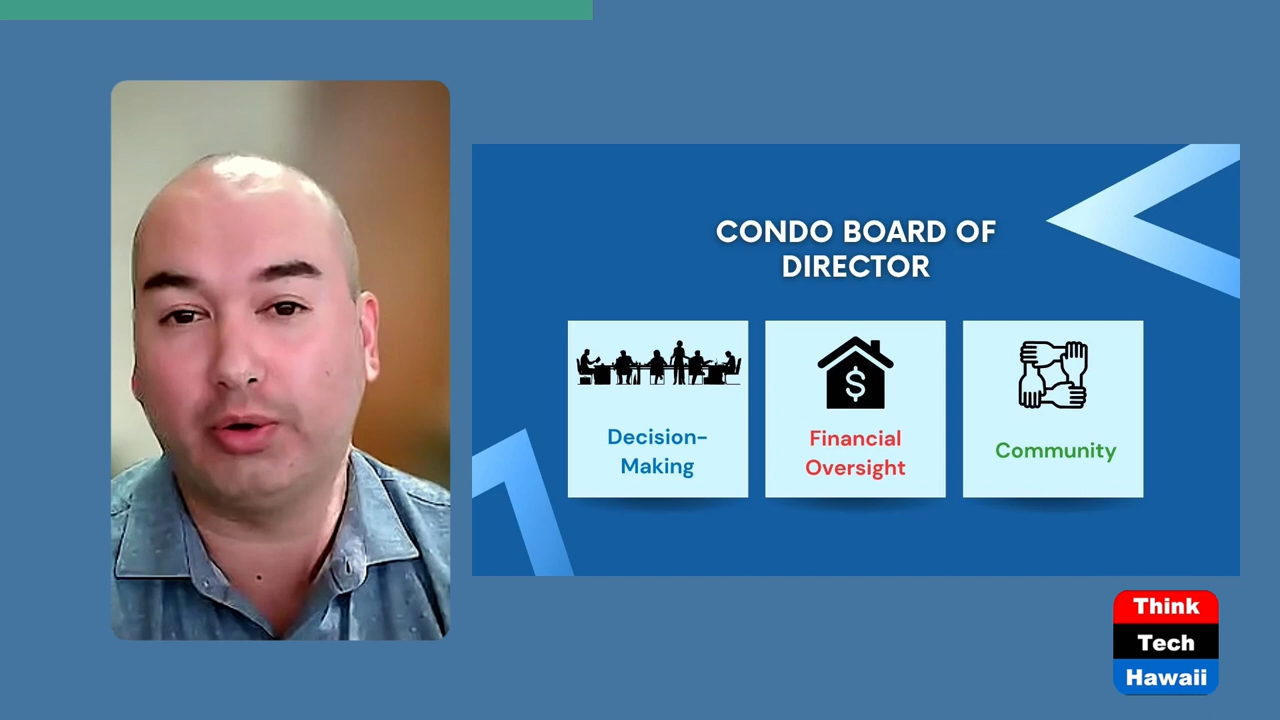 CONDO BOARD OF
DIRECTOR
Decision-
Making
Financial
Oversight
Community
Think
Tech
Hawaii